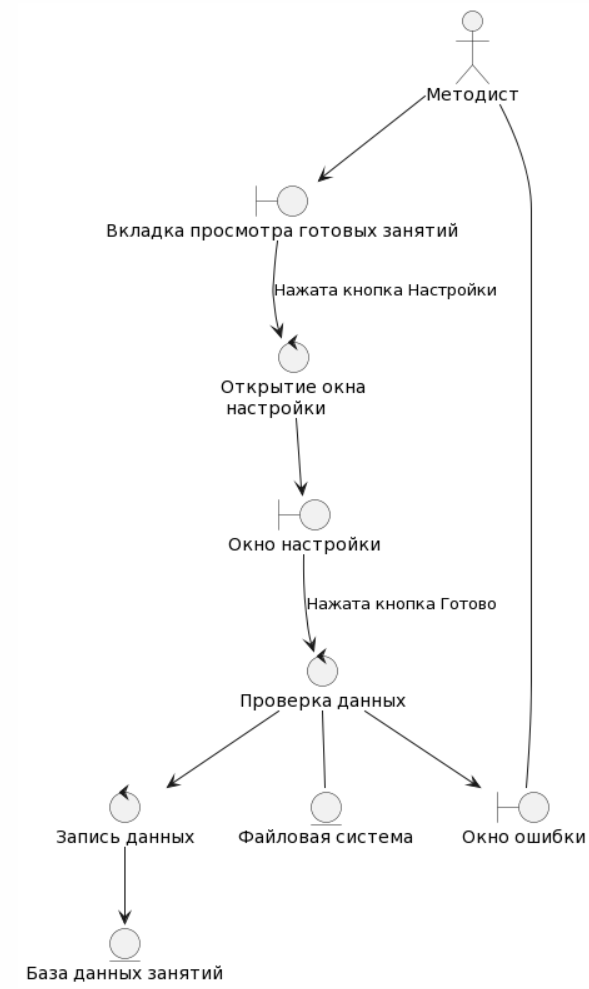 Методист
Вкладка просмотра готовых занятий
Нажата кнопка Настройки
Открытие окна
настройки
Окно настройки
Нажата кнопка Готово
Проверка данных
Запись данных
Файловая система
Окно ошибки
База данных занятий